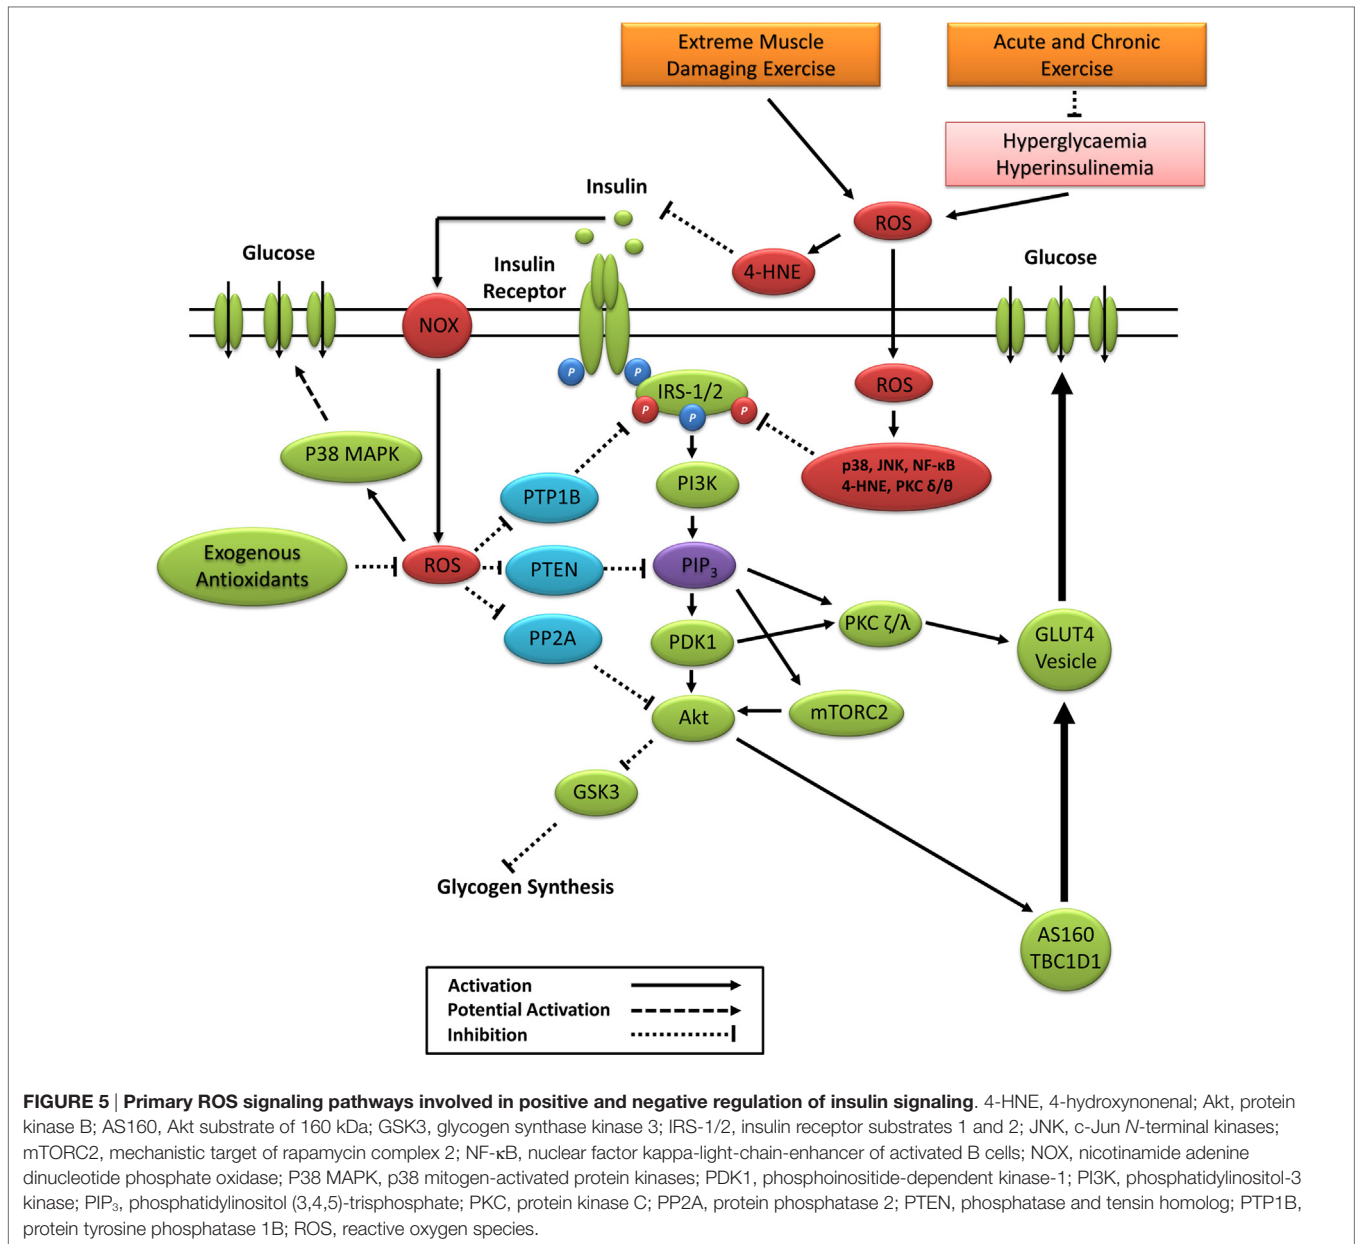 Extreme Muscle
Damaging Exercise
Acute and Chronic
Exercise
Hyperglycaemia
Hyperinsulinemia
Insulin
ROS
4-HNE
Glucose
Insulin
Receptor
Glucose
NOX
P
P
IRS-1/2
ROS
P
P
P
P38 MAPK
p38, JNK, NF-κB
4-HNE, PKC δ/θ
PTP1B
PI3K
Exogenous
Antioxidants
ROS
PTEN
PIP₃
PP2A
PDK1
PKC ζ/λ
GLUT4
Vesicle
Akt
mTORC2
GSK3
Glycogen Synthesis
AS160
TBC1D1
Activation
Potential Activation
Inhibition
FIGURE 5 | Primary ROS signaling pathways involved in positive and negative regulation of insulin signaling. 4-HNE, 4-hydroxynonenal; Akt, protein
kinase B; AS160, Akt substrate of 160 kDa; GSK3, glycogen synthase kinase 3; IRS-1/2, insulin receptor substrates 1 and 2; JNK, c-Jun N-terminal kinases;
mTORC2, mechanistic target of rapamycin complex 2; NF-κB, nuclear factor kappa-light-chain-enhancer of activated B cells; NOX, nicotinamide adenine
dinucleotide phosphate oxidase; P38 MAPK, p38 mitogen-activated protein kinases; PDK1, phosphoinositide-dependent kinase-1; PI3K, phosphatidylinositol-3
kinase; PIP₃, phosphatidylinositol (3,4,5)-trisphosphate; PKC, protein kinase C; PP2A, protein phosphatase 2; PTEN, phosphatase and tensin homolog; PTP1B,
protein tyrosine phosphatase 1B; ROS, reactive oxygen species.